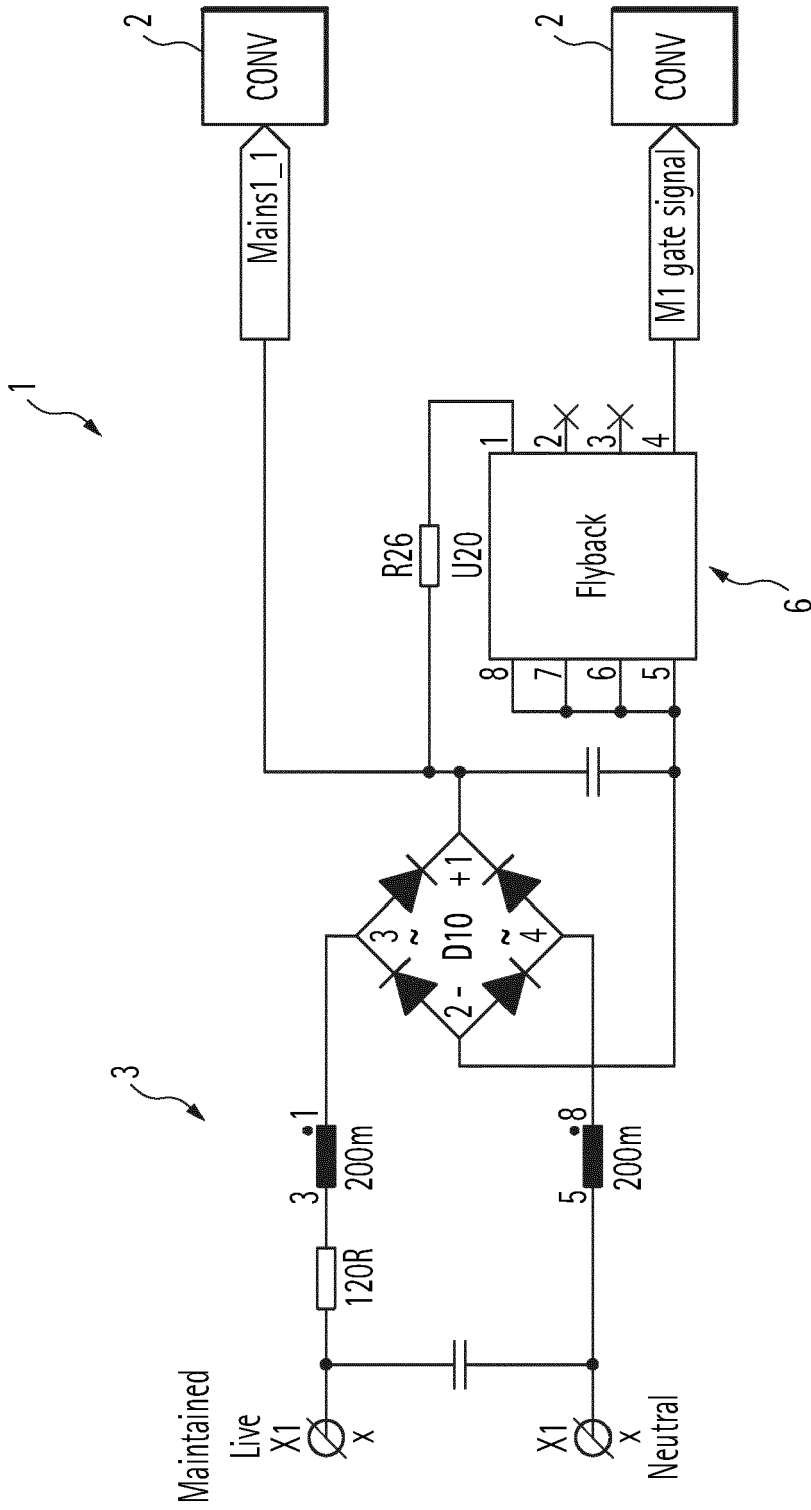 1
3
Maintained
Live
X1
x
120R
3
1
200m
X1
x
Neutral
5
8
200m
3
~
2 -
D10
+1
~
4
Mains1_1
CONV
2
R26
U20
Flyback
8
7
6
5
1
2
3
4
6
M1 gate signal
CONV
2